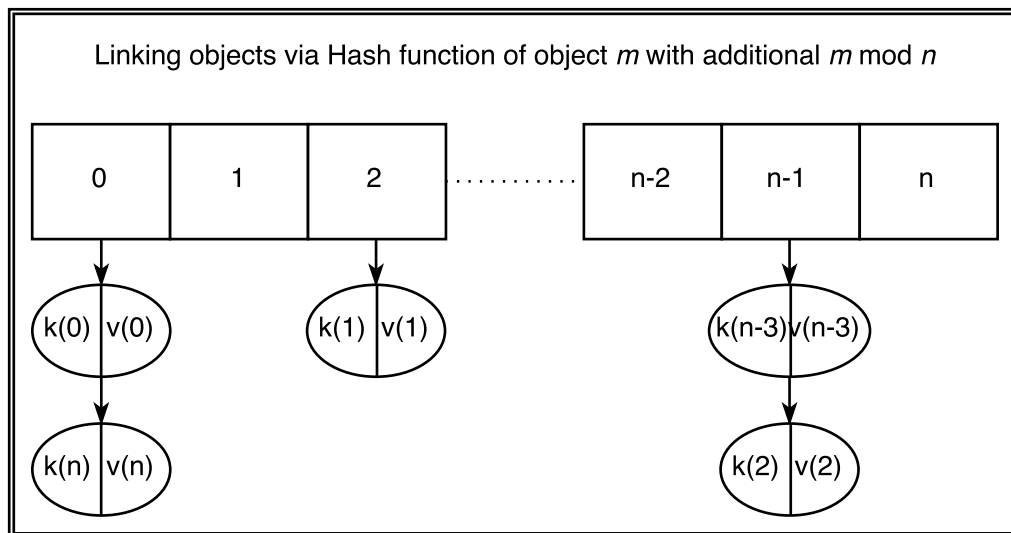 Linking objects via Hash function of object m with additional m mod n
0 1 2 n-2 n-1 n
k(0) v(0) k(1) v(1) k(n-3) v(n-3)
k(n) v(n) k(2) v(2)